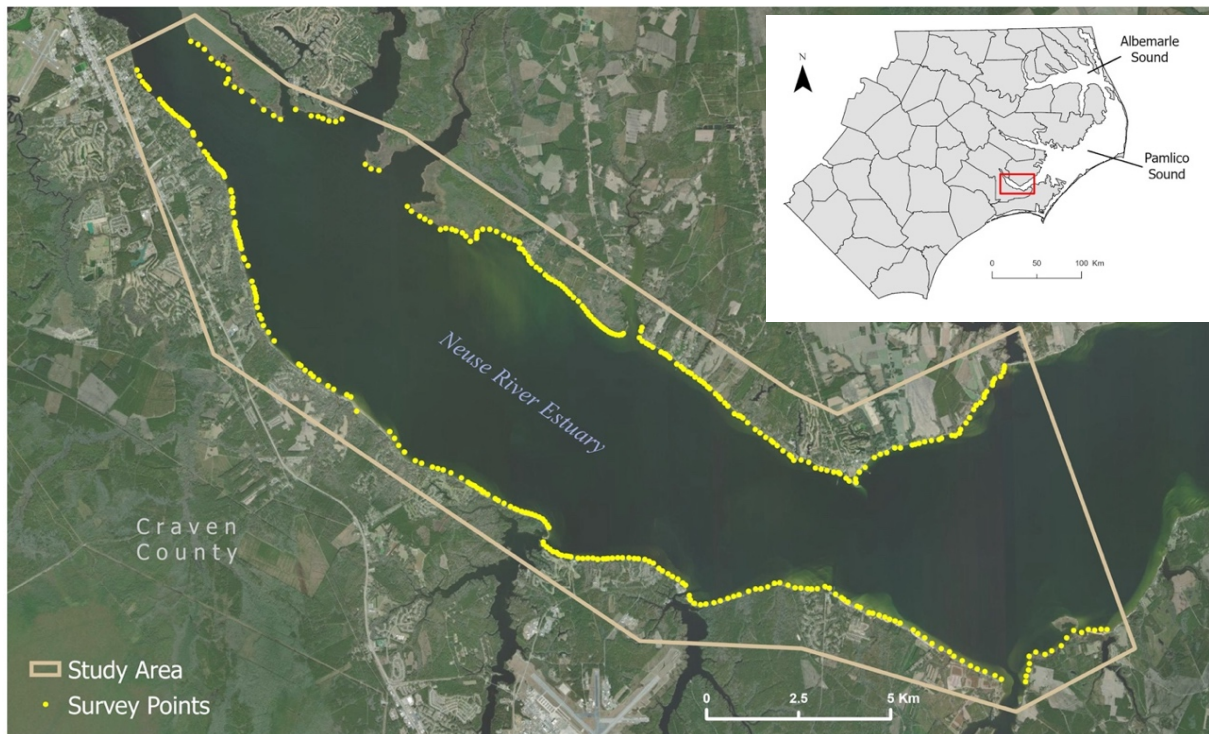 Albemarle
Sound
N
Pamlico
Sound
0 50 100 Km
Neuse River Estuary
Craven
County
Study Area
Survey Points
0 2.5 5 Km